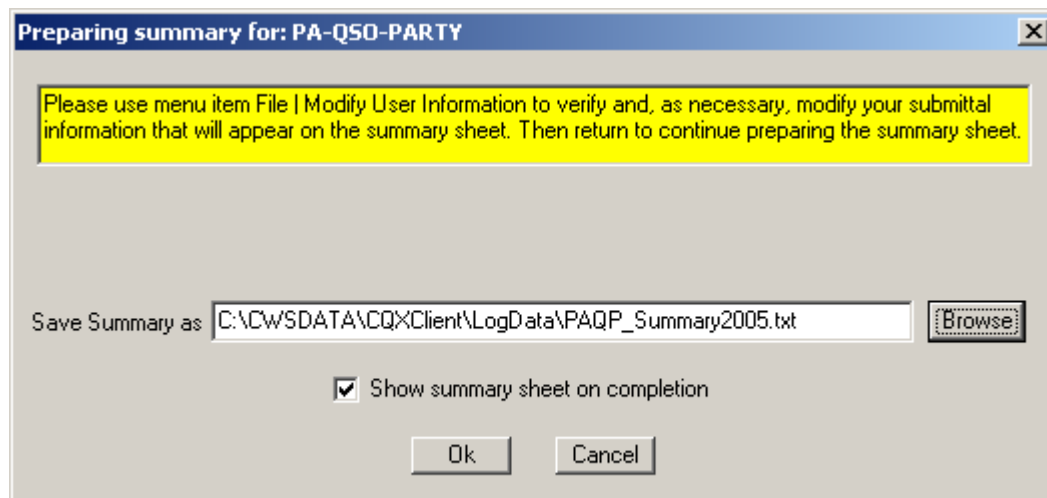 Preparing summary for: PA-QSO-PARTY
Please use menu item File | Modify User Information to verify and, as necessary, modify your submittal
information that will appear on the summary sheet. Then return to continue preparing the summary sheet.
Save Summary as C:\CWSDATA\CQXClient\LogData\PAQP_Summary2005.txt Browse
Show summary sheet on completion
Ok Cancel